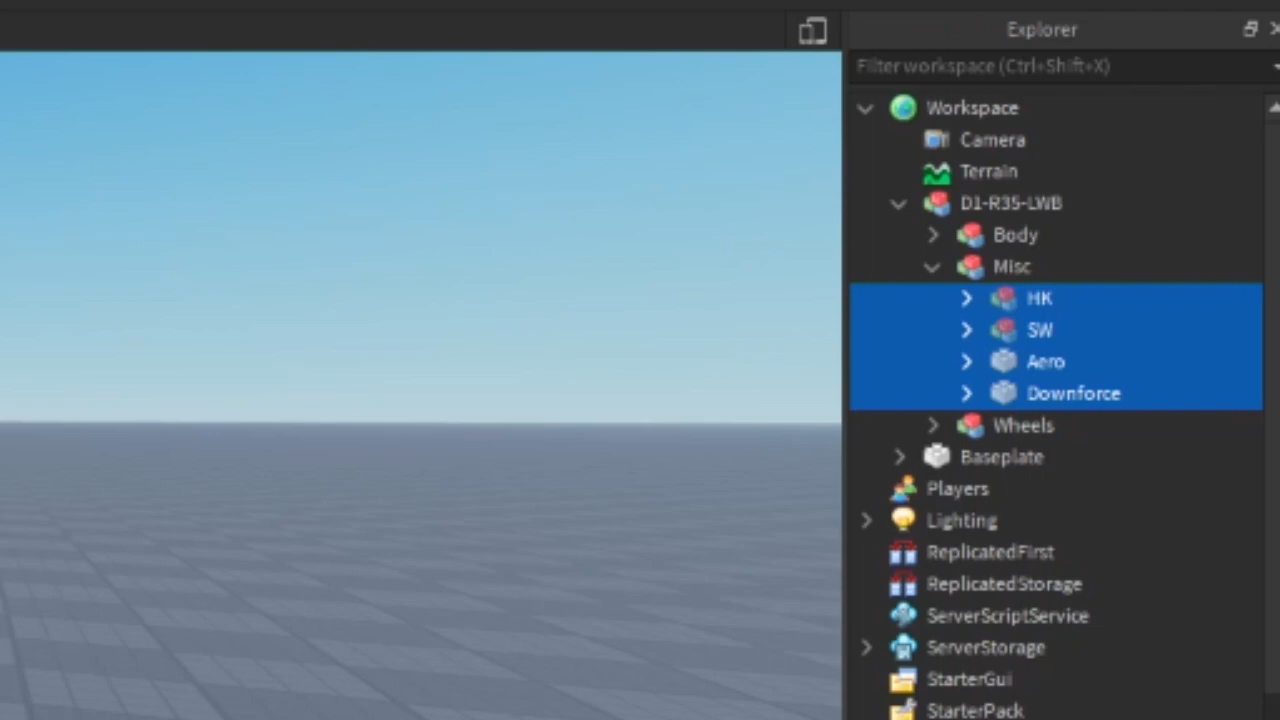 Explorer
Filter workspace (Ctrl+Shift+X)
Workspace
Camera
Terrain
D1-R35-LWB
Body
Misc
HK
SW
Aero
Downforce
Wheels
Baseplate
Players
Lighting
ReplicatedFirst
ReplicatedStorage
ServerScriptService
ServerStorage
StarterGui
StarterPack